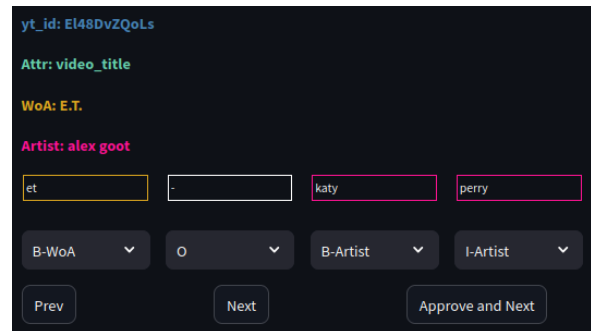 yt_id: El48DvZQoLs
Attr: video_title
WoA: E.T.
Artist: alex goot
et - katy perry
B-WoA O B-Artist I-Artist
Prev Next Approve and Next